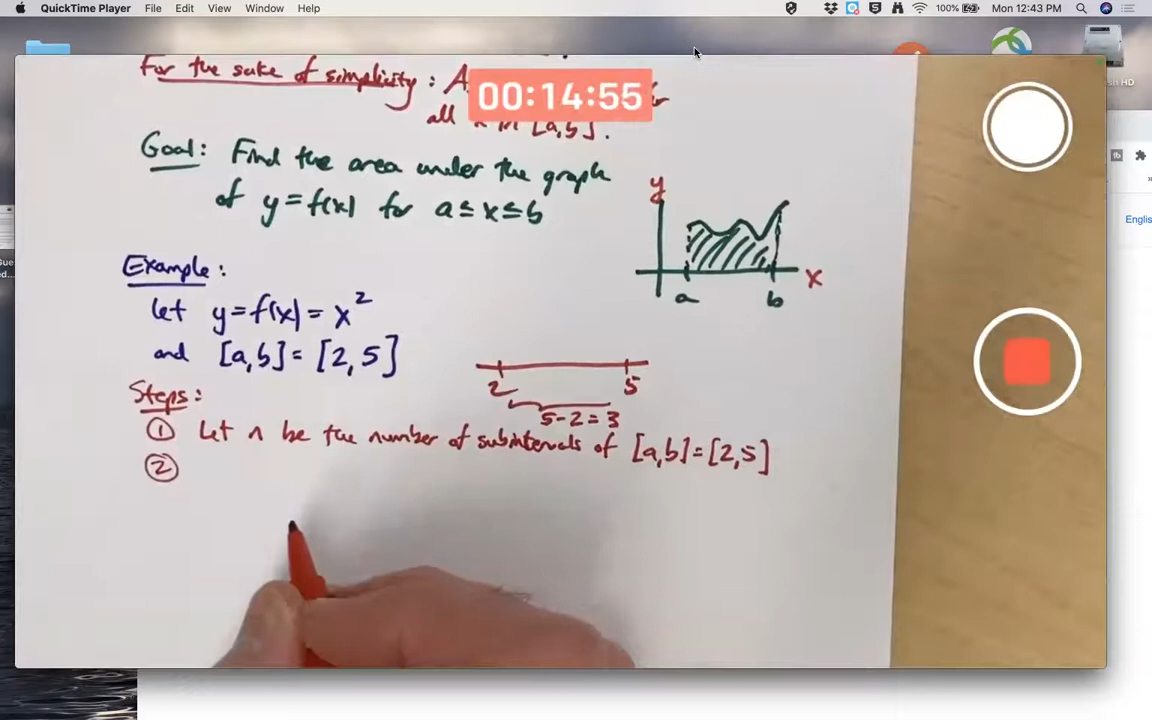 QuickTime Player File Edit View Window Help 100% Mon 12:43 PM
00:14:55
For the sake of simplicity :
all x in [a,b] .
Goal: Find the area under the graph
of y=f(x) for a≤x≤b
y
x
a b
Example:
Let y=f(x) = x²
and [a,b] = [2,5]
2 5
5-2=3
Steps:
① Let n be the number of subintervals of [a,b]=[2,5]
②
Englis